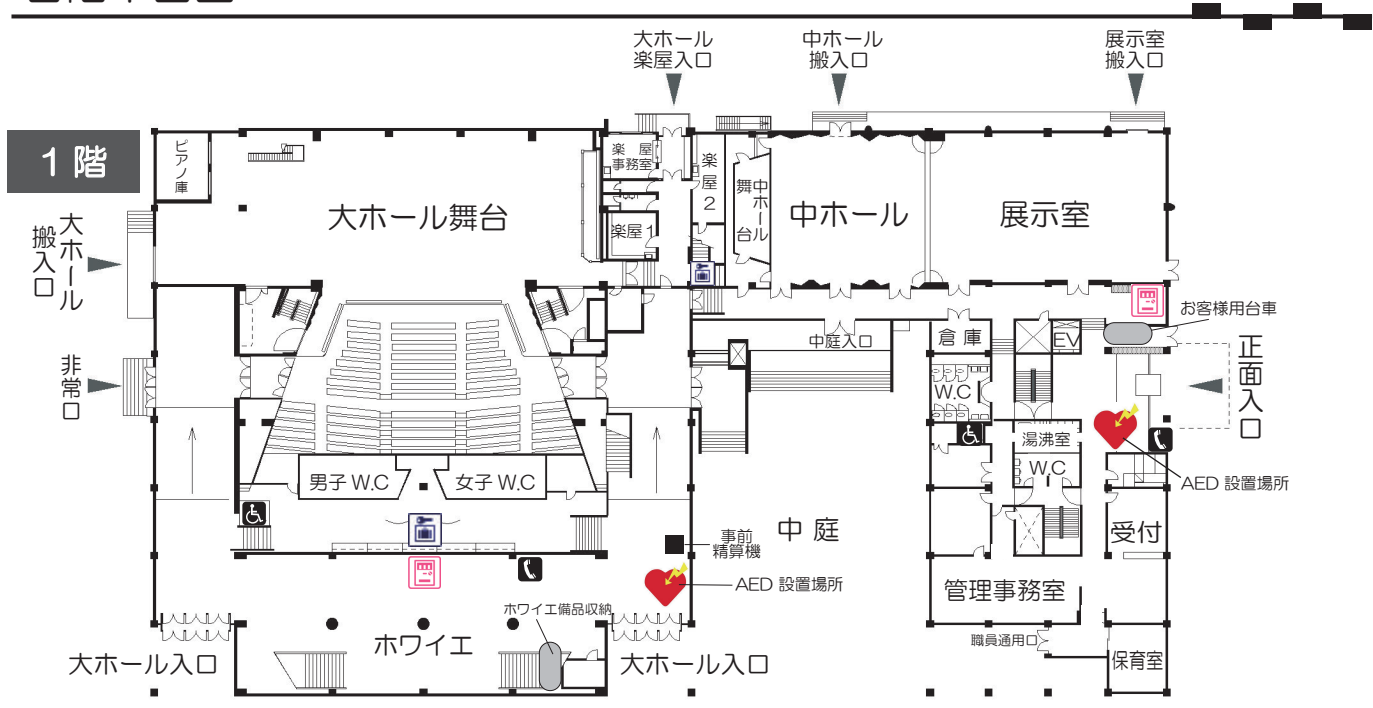 大ホール
楽屋入口
中ホール
搬入口
展示室
搬入口
1階
ピアノ庫
楽屋
事務室
楽屋2
中ホール
舞台
大ホール舞台
楽屋1
中ホール
展示室
大ホール
搬入口
お客様用台車
中庭入口
倉庫
EV
正面入口
非常口
W.C
湯沸室
男子W.C
女子W.C
W.C
AED 設置場所
事前
精算機
中庭
受付
AED 設置場所
管理事務室
ホワイエ備品収納
ホワイエ
職員通用口
大ホール入口
大ホール入口
保育室